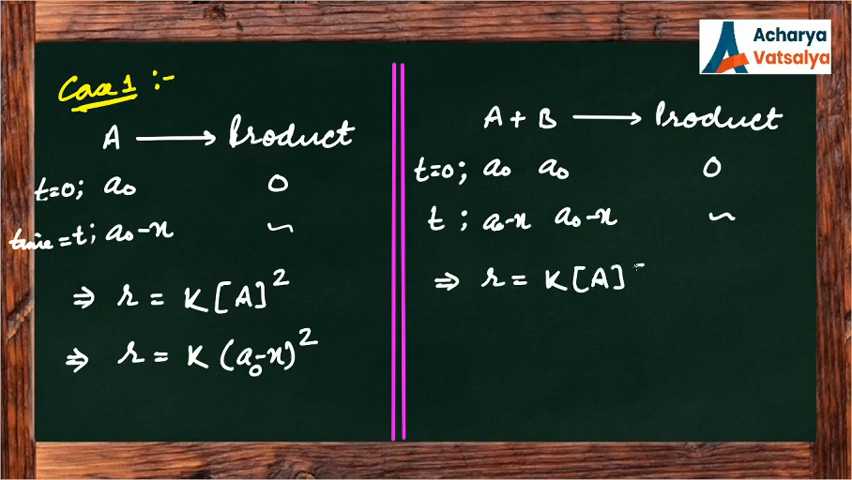 Acharya
Vatsalya
Case 1 :-
A ⟶ Product
t=0; a₀ 0
time = t; a₀-x ~
⇒ r = K[A]²
⇒ r = K(a₀-x)²
A + B ⟶ Product
t=0; a₀ a₀ 0
t ; a₀-x a₀-x ~
⇒ r = K[A]